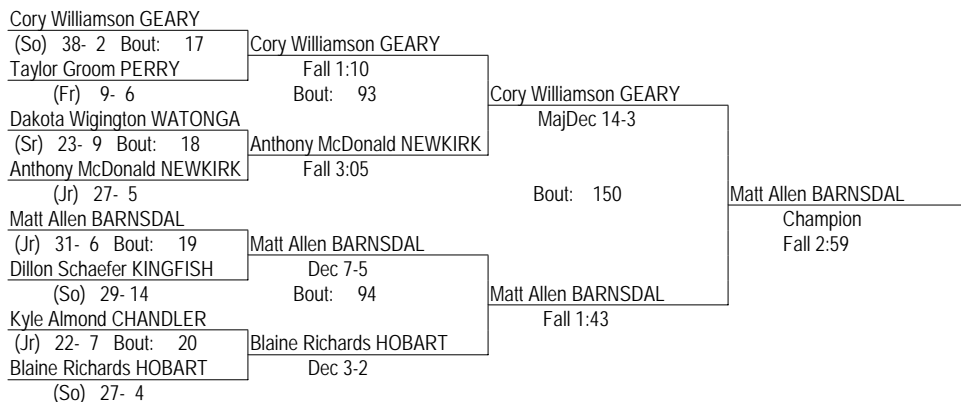 Cory Williamson GEARY
(So) 38- 2 Bout: 17
Cory Williamson GEARY
Taylor Groom PERRY
Fall 1:10
(Fr) 9- 6
Bout: 93
Cory Williamson GEARY
Dakota Wigington WATONGA
MajDec 14-3
(Sr) 23- 9 Bout: 18
Anthony McDonald NEWKIRK
Anthony McDonald NEWKIRK
Fall 3:05
(Jr) 27- 5
Bout: 150
Matt Allen BARNSDAL
Matt Allen BARNSDAL
Champion
(Jr) 31- 6 Bout: 19
Matt Allen BARNSDAL
Fall 2:59
Dillon Schaefer KINGFISH
Dec 7-5
(So) 29- 14
Bout: 94
Matt Allen BARNSDAL
Kyle Almond CHANDLER
Fall 1:43
(Jr) 22- 7 Bout: 20
Blaine Richards HOBART
Blaine Richards HOBART
Dec 3-2
(So) 27- 4